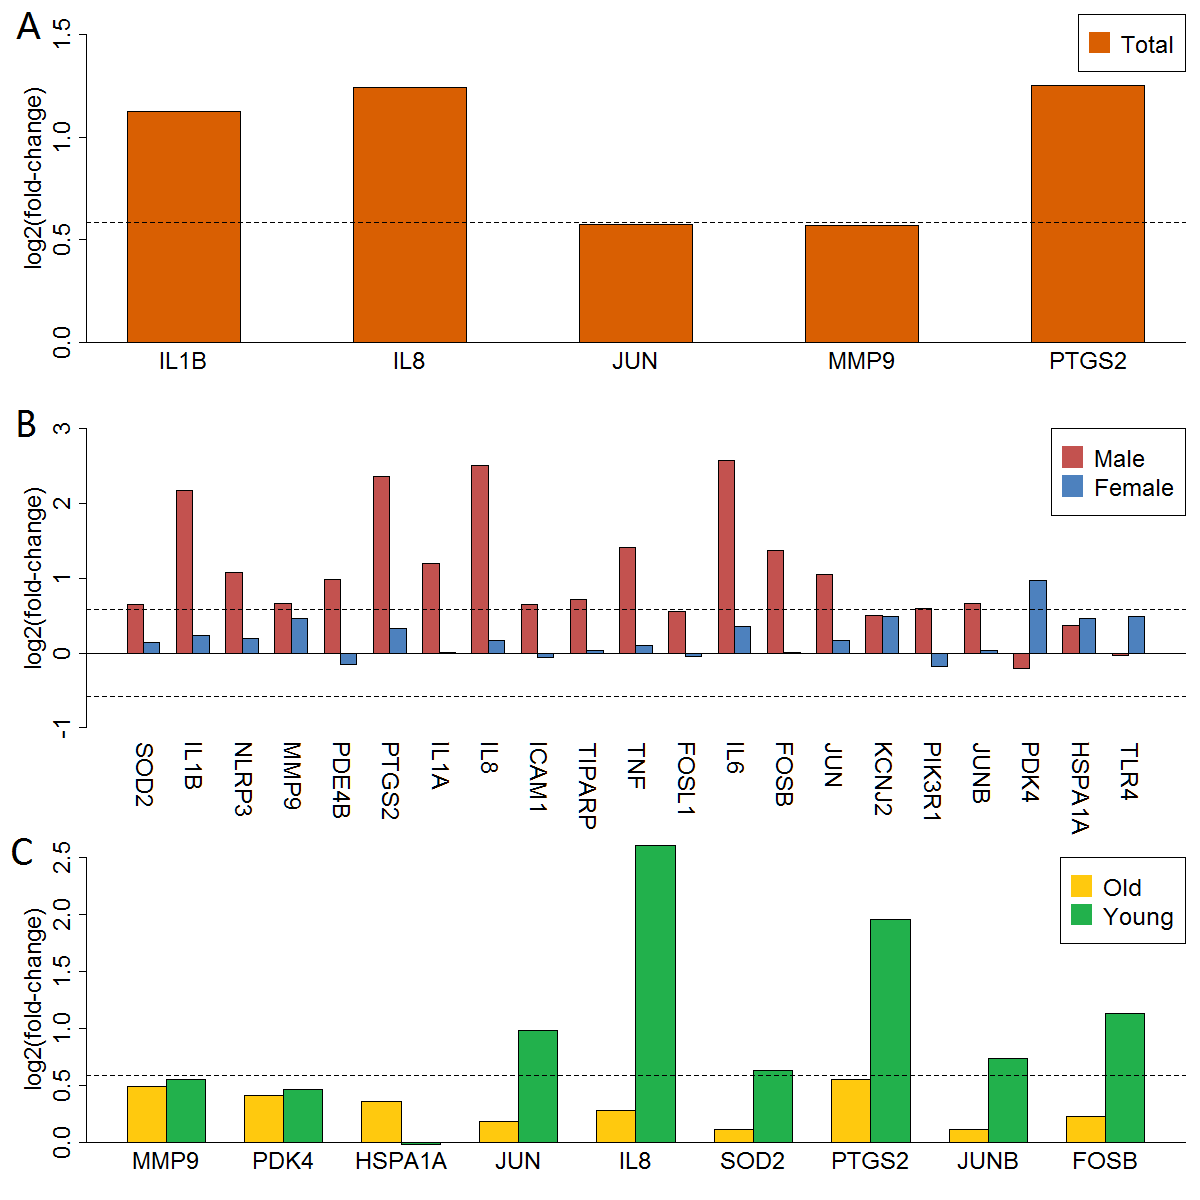 A
log2(fold-change)
1.5
1.0
0.5
0.0
Total
IL1B IL8 JUN MMP9 PTGS2
B
log2(fold-change)
3
2
1
0
-1
Male
Female
SOD2 IL1B NLRP3 MMP9 PDE4B PTGS2 IL1A IL8 ICAM1 TIPARP TNF FOSL1 IL6 FOSB JUN KCNJ2 PIK3R1 JUNB PDK4 HSPA1A TLR4
C
log2(fold-change)
2.5
2.0
1.5
1.0
0.5
0.0
Old
Young
MMP9 PDK4 HSPA1A JUN IL8 SOD2 PTGS2 JUNB FOSB